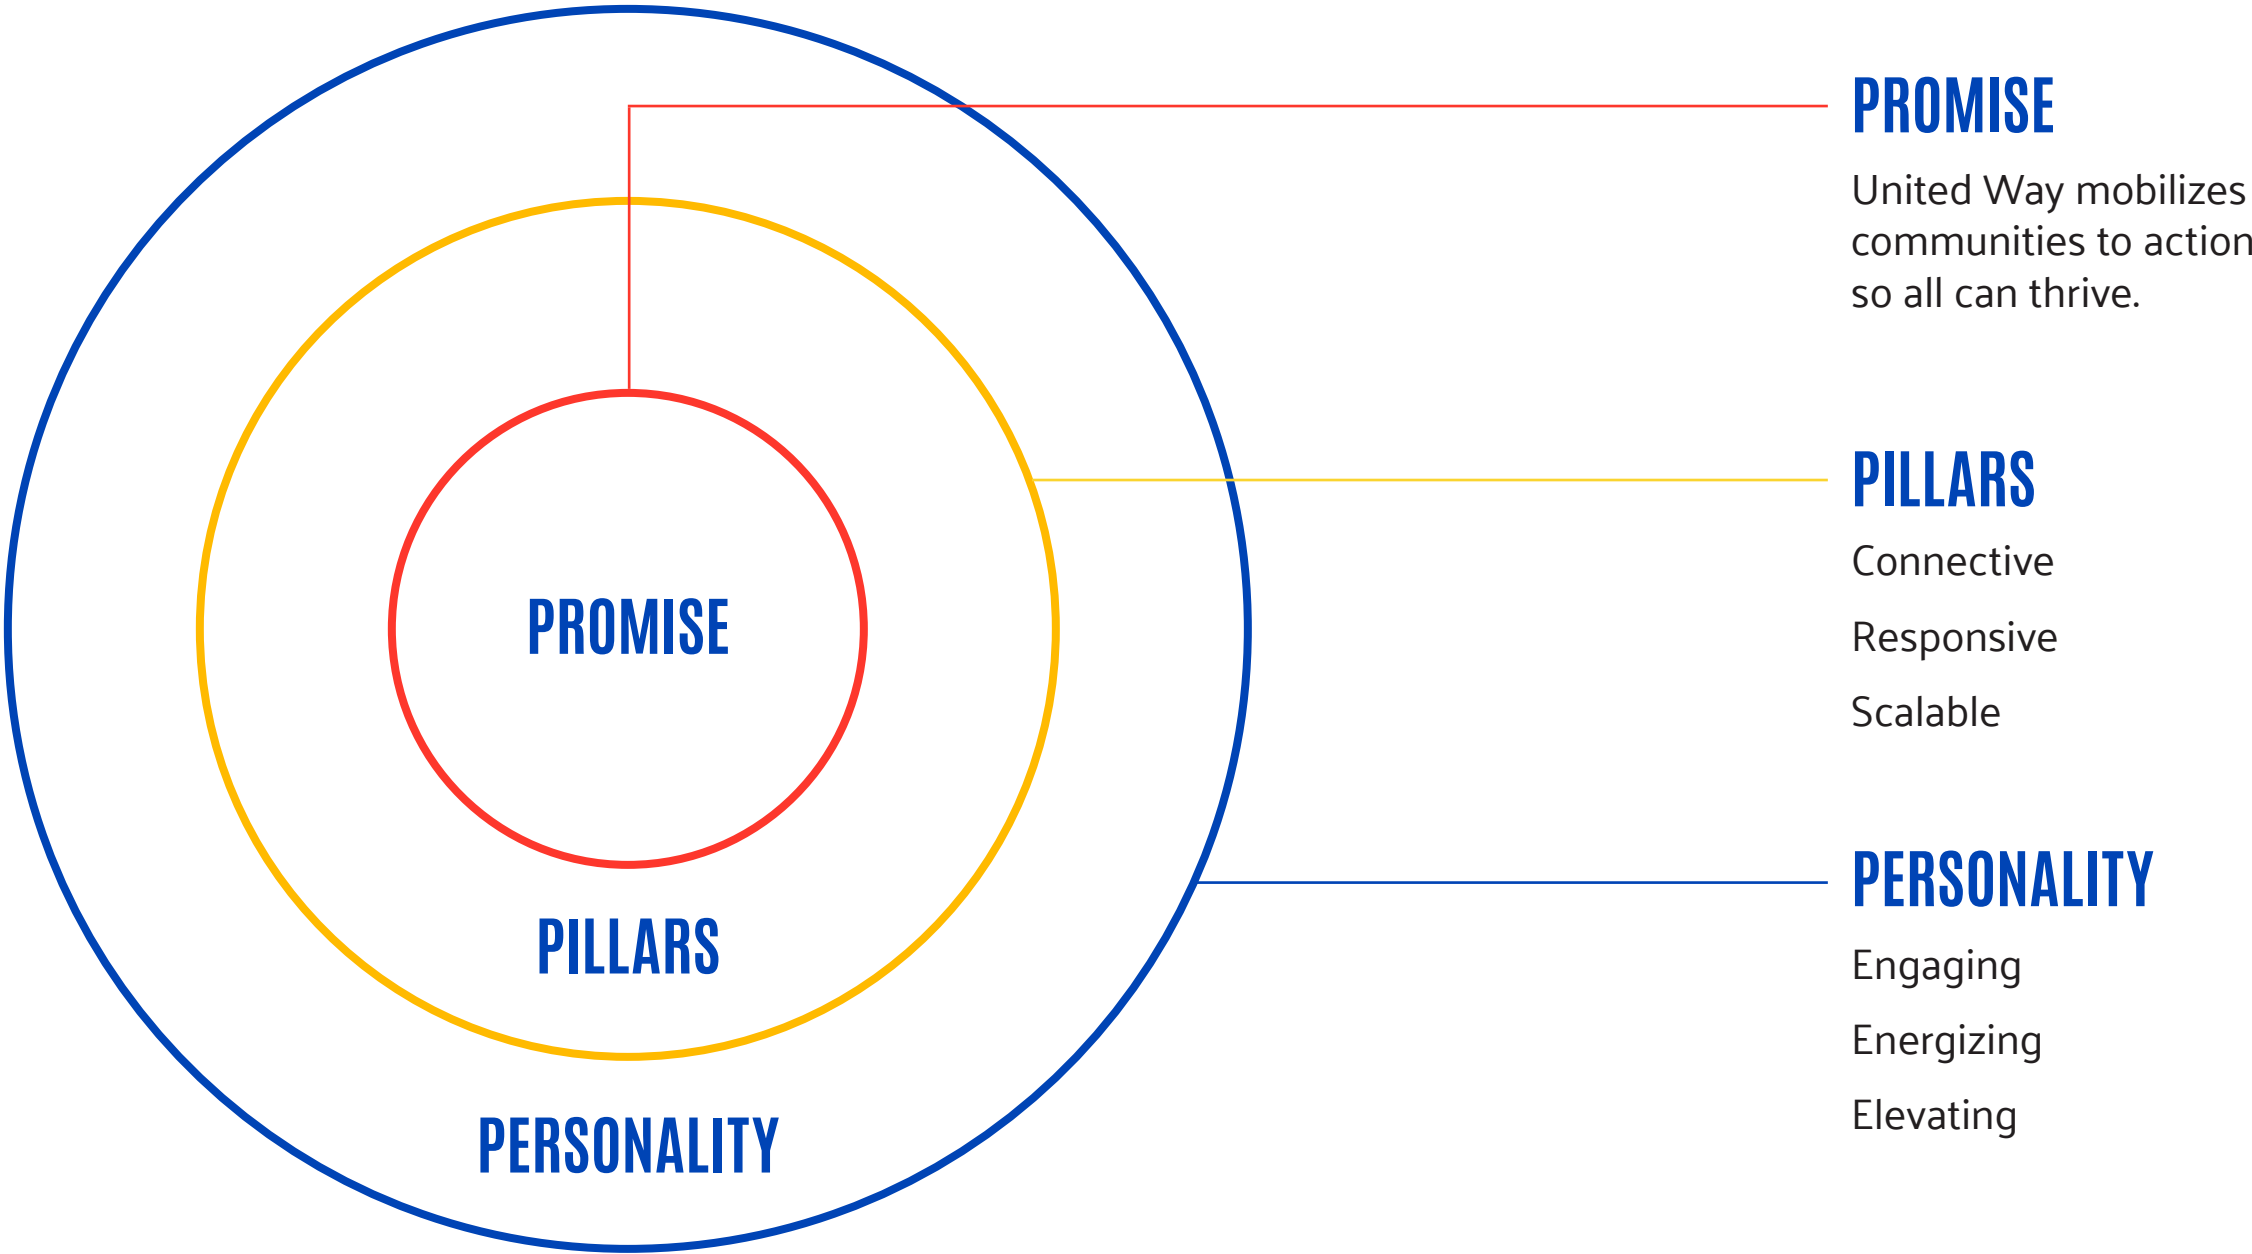 PROMISE
PILLARS
PERSONALITY
PROMISE
United Way mobilizes
communities to action
so all can thrive.
PILLARS
Connective
Responsive
Scalable
PERSONALITY
Engaging
Energizing
Elevating